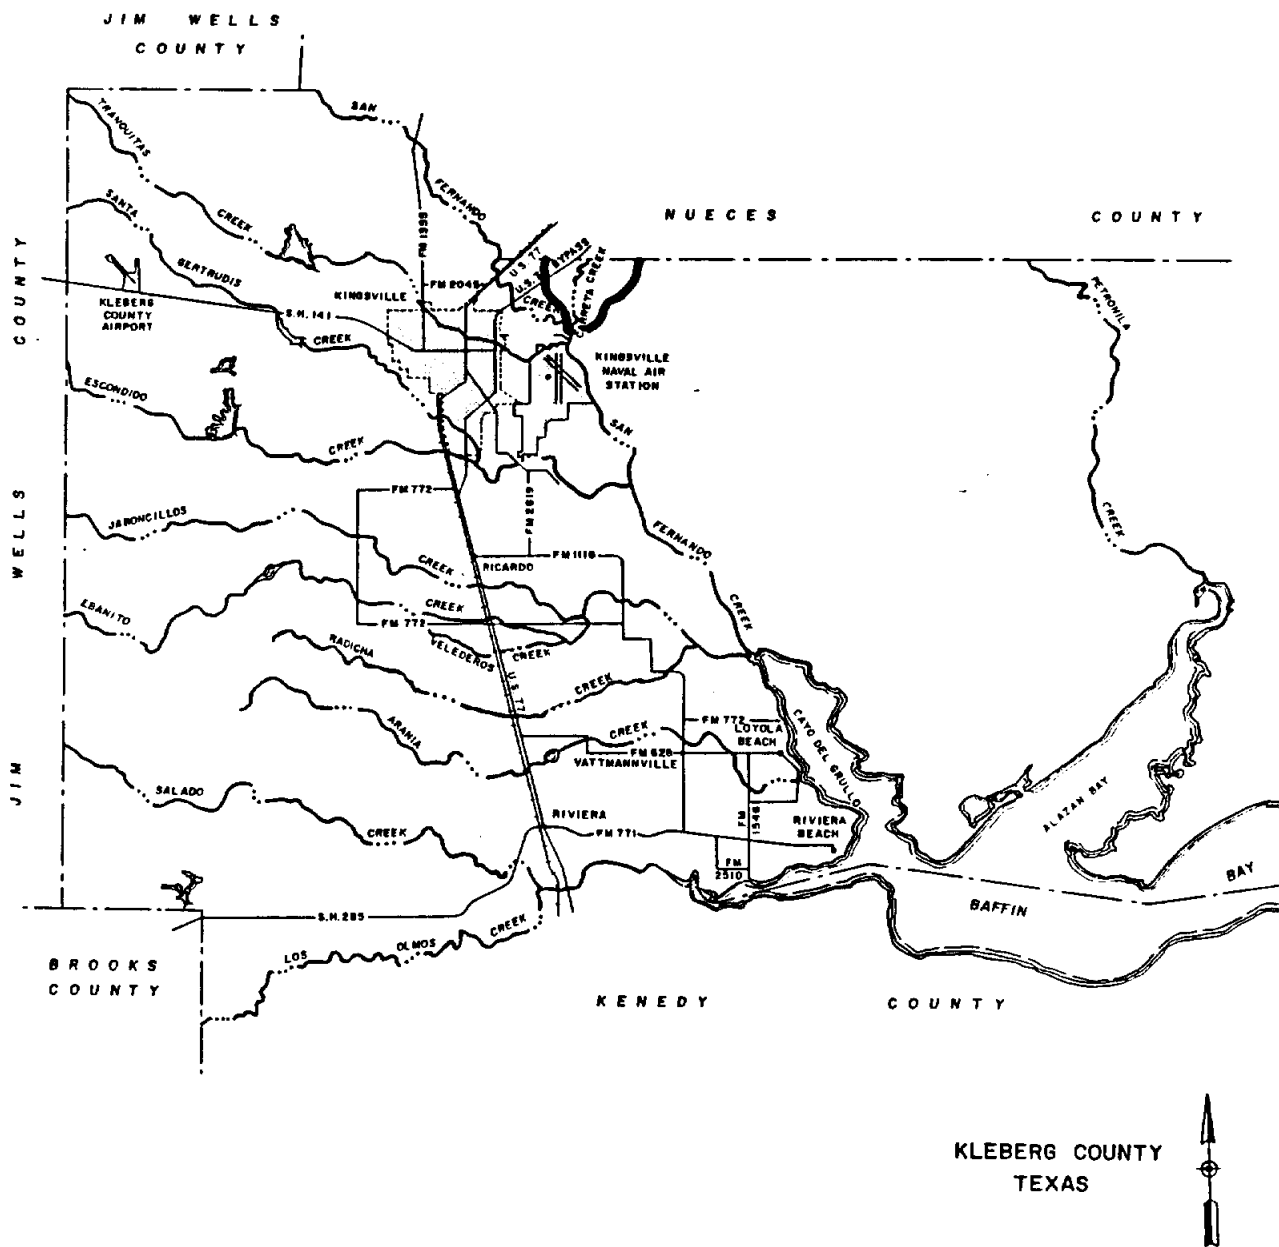 JIM WELLS
COUNTY
SAN
TRANQUITAS
FERNANDO
SANTA
CREEK
NUECES
COUNTY
GERTRUDIS
FM 1355
U.S. 77
U.S. 77 BYPASS
CARRETA CREEK
PETRONILA
KLEBERG
COUNTY
AIRPORT
KINGSVILLE
FM 2045
CREEK
S.H. 141
CREEK
KINGSVILLE
NAVAL AIR
STATION
JIM WELLS COUNTY
ESCONDIDO
CREEK
SAN
FM 772
FM 2619
CREEK
JARONCILLOS
FERNANDO
CREEK
RICARDO
FM 1118
EBANITO
CREEK
CREEK
FM 772
VELEDEROS
CREEK
RADICHA
U.S. 77
CREEK
ARANIA
CREEK
FM 772
LOYOLA
BEACH
CAYO DEL GRULLO
FM 628
VATTMANNVILLE
ALAZAN BAY
SALADO
CREEK
RIVIERA
FM 771
FM
1546
RIVIERA
BEACH
FM
2510
BAFFIN
BAY
S.H. 285
LOS
OLMOS
CREEK
BROOKS
COUNTY
KENEDY
COUNTY
KLEBERG COUNTY
TEXAS